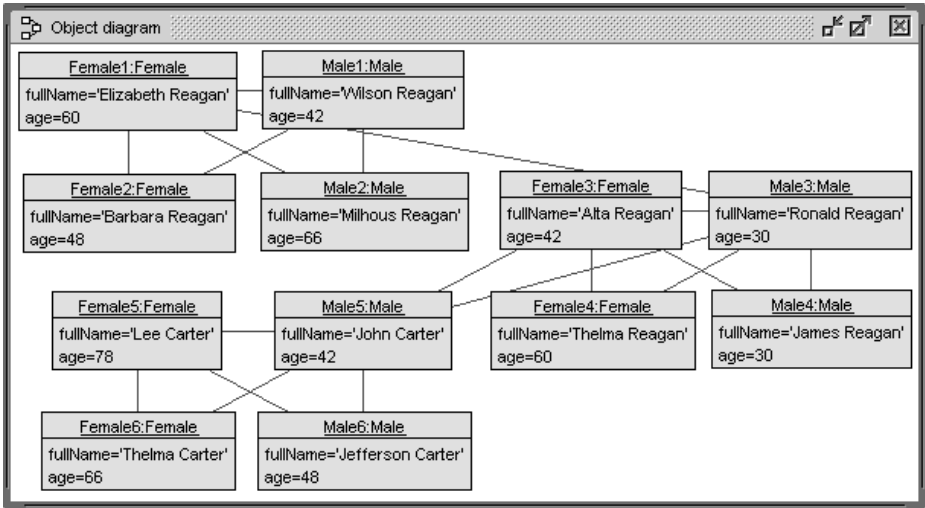 Object diagram
Female1:Female
fullName='Elizabeth Reagan'
age=60
Male1:Male
fullName='Wilson Reagan'
age=42
Female2:Female
fullName='Barbara Reagan'
age=48
Male2:Male
fullName='Milhous Reagan'
age=66
Female3:Female
fullName='Alta Reagan'
age=42
Male3:Male
fullName='Ronald Reagan'
age=30
Female5:Female
fullName='Lee Carter'
age=78
Male5:Male
fullName='John Carter'
age=42
Female4:Female
fullName='Thelma Reagan'
age=60
Male4:Male
fullName='James Reagan'
age=30
Female6:Female
fullName='Thelma Carter'
age=66
Male6:Male
fullName='Jefferson Carter'
age=48